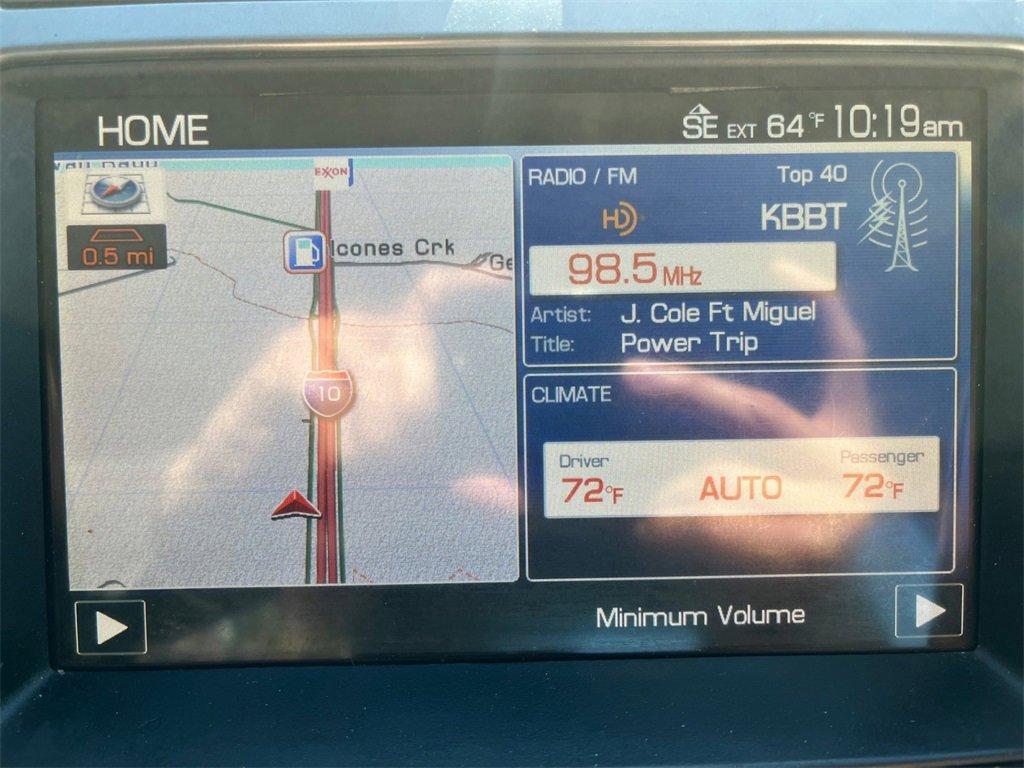 HOME
SE EXT 64°F 10:19am
EXXON
0.5 mi
lcones Crk
Ge
10
RADIO / FM Top 40
HD KBBT
98.5 MHz
Artist: J. Cole Ft Miguel
Title: Power Trip
CLIMATE
Driver Passenger
72°F AUTO 72°F
Minimum Volume